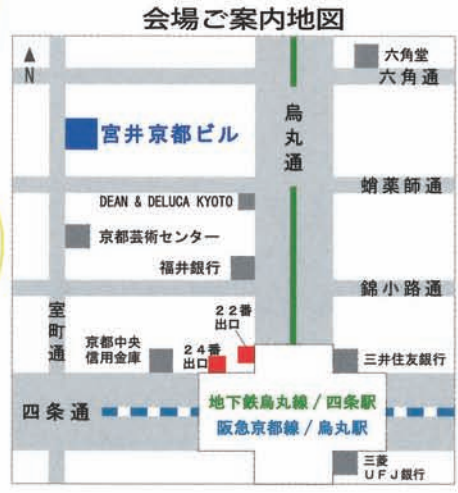 会場ご案内地図
N
六角堂
六角通
烏丸通
宮井京都ビル
蛸薬師通
DEAN & DELUCA KYOTO
京都芸術センター
福井銀行
錦小路通
室町通
22番
出口
京都中央
信用金庫
24番
出口
三井住友銀行
四条通
地下鉄烏丸線/四条駅
阪急京都線/烏丸駅
三菱
UFJ銀行